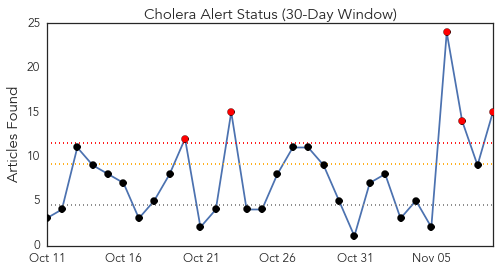 Cholera Alert Status (30-Day Window)
Articles Found
25
20
15
10
5
0
Oct 11 Oct 16 Oct 21 Oct 26 Oct 31 Nov 05